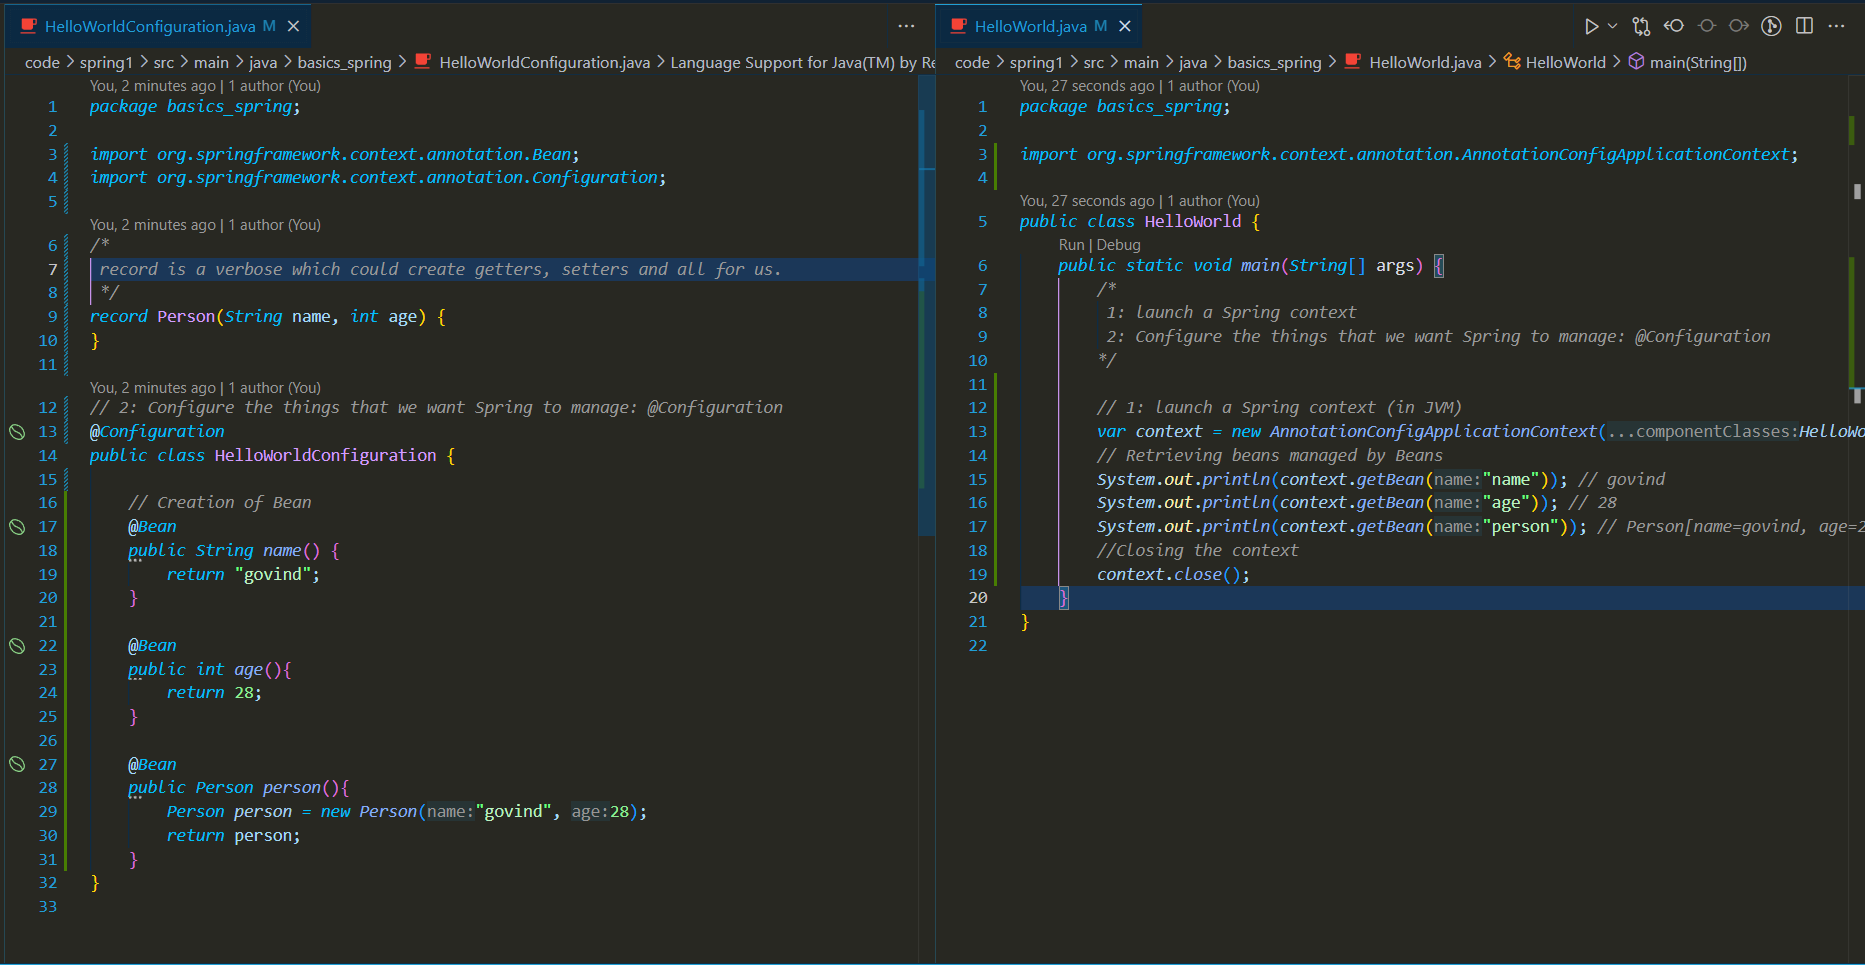 HelloWorldConfiguration.java M
code > spring1 > src > main > java > basics_spring > HelloWorldConfiguration.java > Language Support for Java(TM) by Re
You, 2 minutes ago | 1 author (You)
1 package basics_spring;
2
3 import org.springframework.context.annotation.Bean;
4 import org.springframework.context.annotation.Configuration;
5
You, 2 minutes ago | 1 author (You)
6 /*
7 record is a verbose which could create getters, setters and all for us.
8 */
9 record Person(String name, int age) {
10 }
11
You, 2 minutes ago | 1 author (You)
12 // 2: Configure the things that we want Spring to manage: @Configuration
13 @Configuration
14 public class HelloWorldConfiguration {
15
16 // Creation of Bean
17 @Bean
18 public String name() {
19 return "govind";
20 }
21
22 @Bean
23 public int age(){
24 return 28;
25 }
26
27 @Bean
28 public Person person(){
29 Person person = new Person(name:"govind", age:28);
30 return person;
31 }
32 }
33
HelloWorld.java M
code > spring1 > src > main > java > basics_spring > HelloWorld.java > HelloWorld > main(String[])
You, 27 seconds ago | 1 author (You)
1 package basics_spring;
2
3 import org.springframework.context.annotation.AnnotationConfigApplicationContext;
4
You, 27 seconds ago | 1 author (You)
5 public class HelloWorld {
Run | Debug
6 public static void main(String[] args) {
7 /*
8 1: launch a Spring context
9 2: Configure the things that we want Spring to manage: @Configuration
10 */
11
12 // 1: launch a Spring context (in JVM)
13 var context = new AnnotationConfigApplicationContext(...componentClasses:HelloWo
14 // Retrieving beans managed by Beans
15 System.out.println(context.getBean(name:"name")); // govind
16 System.out.println(context.getBean(name:"age")); // 28
17 System.out.println(context.getBean(name:"person")); // Person[name=govind, age=2
18 //Closing the context
19 context.close();
20 }
21 }
22